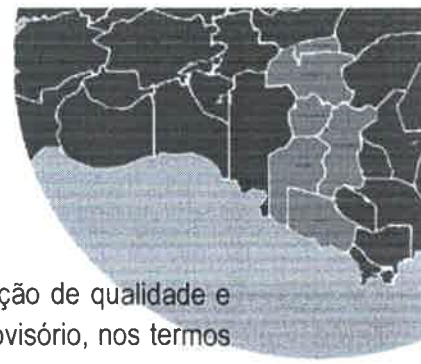 ção de qualidade e
ovisório, nos termos